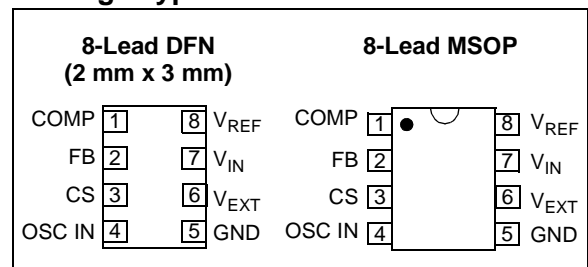 8-Lead DFN
(2 mm x 3 mm)
COMP 1 8 VREF
FB 2 7 VIN
CS 3 6 VEXT
OSC IN 4 5 GND
8-Lead MSOP
COMP 1 8 VREF
FB 2 7 VIN
CS 3 6 VEXT
OSC IN 4 5 GND